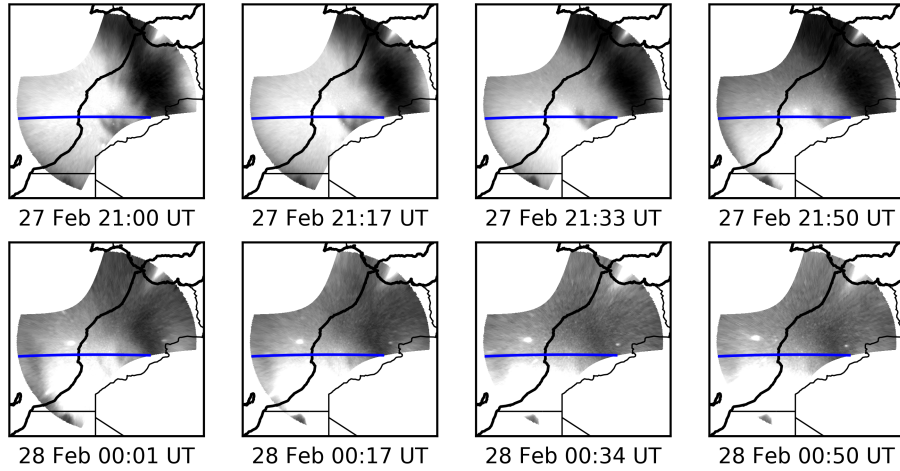 27 Feb 21:00 UT
27 Feb 21:17 UT
27 Feb 21:33 UT
27 Feb 21:50 UT
28 Feb 00:01 UT
28 Feb 00:17 UT
28 Feb 00:34 UT
28 Feb 00:50 UT